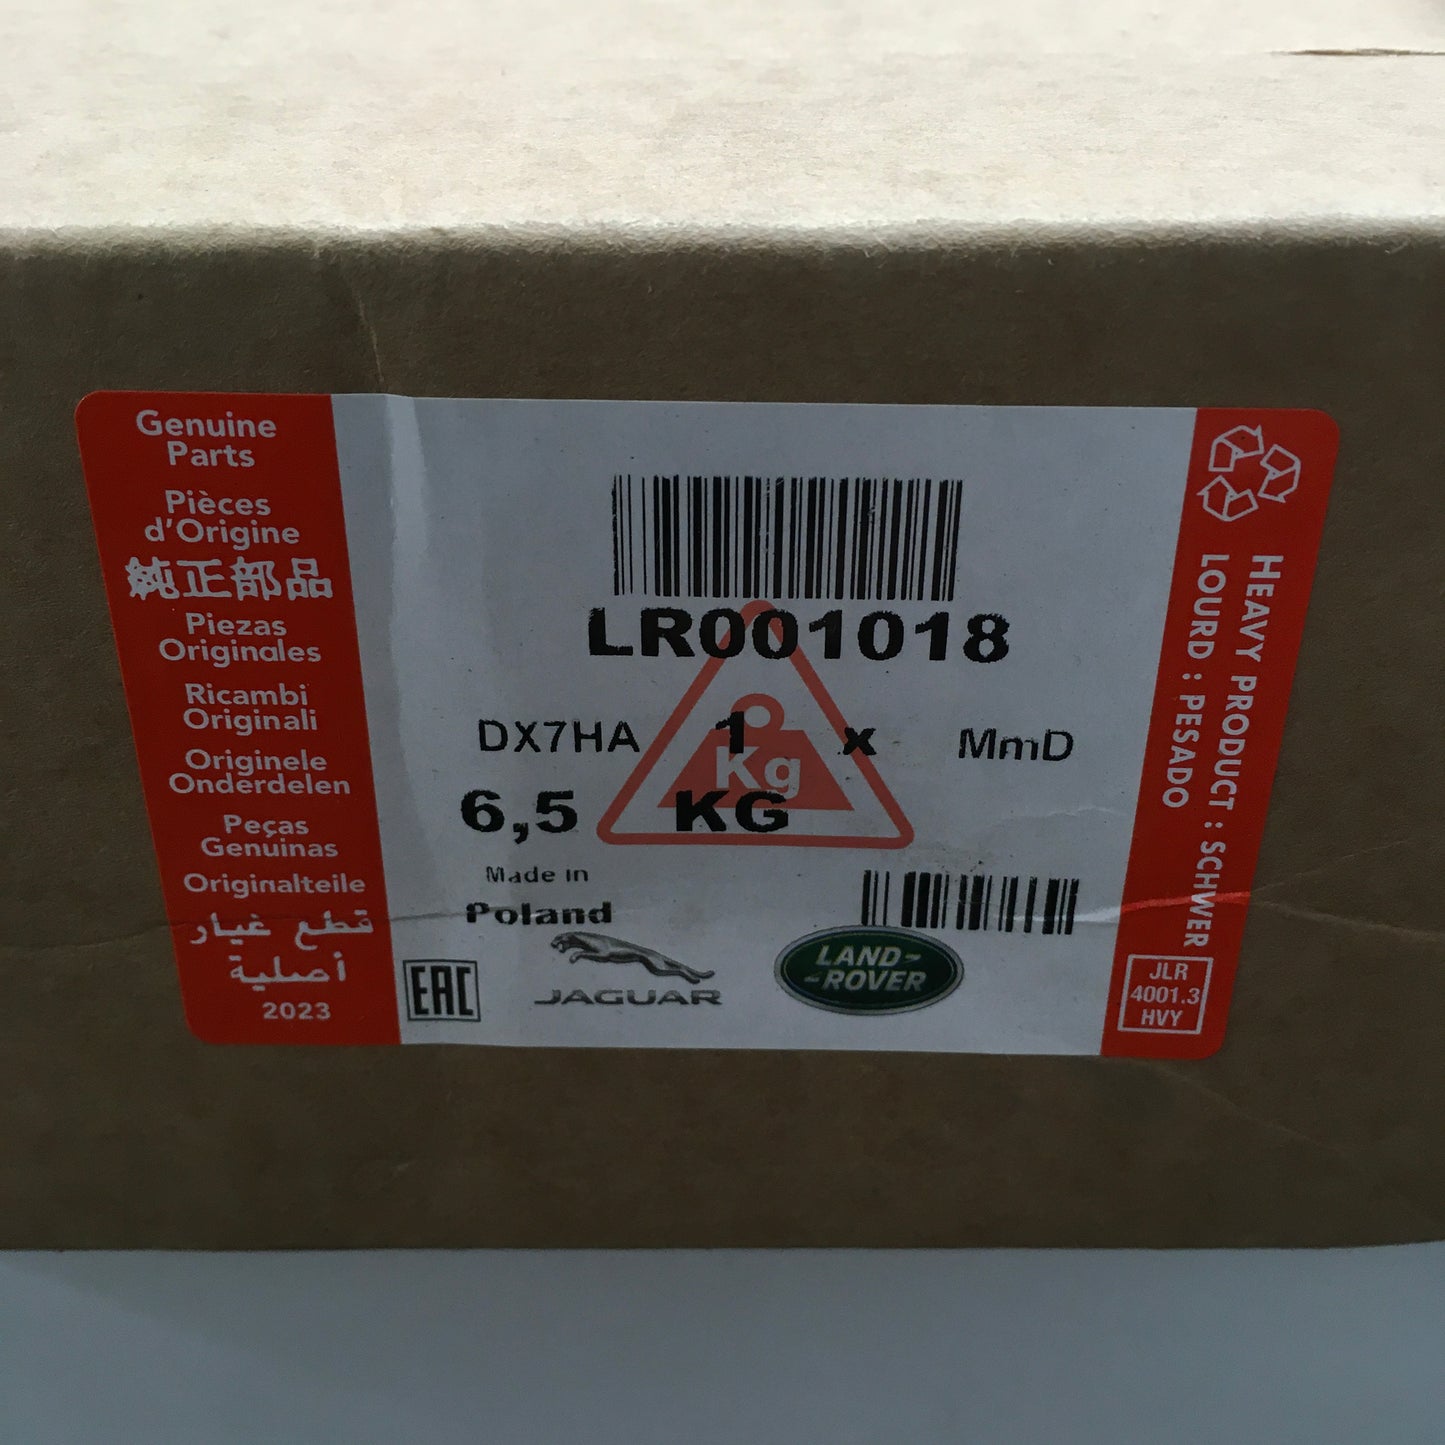 Genuine
Parts
Pièces
d'Origine
純正部品
Piezas
Originales
Ricambi
Originali
Originele
Onderdelen
Peças
Genuinas
Originalteile
قطع غيار
أصلية
2023
LR001018
DX7HA 1 x MmD
Kg
6,5 KG
Made in
Poland
EAC
JAGUAR
LAND-
-ROVER
HEAVY PRODUCT : SCHWER
LOURD : PESADO
JLR
4001.3
HVY